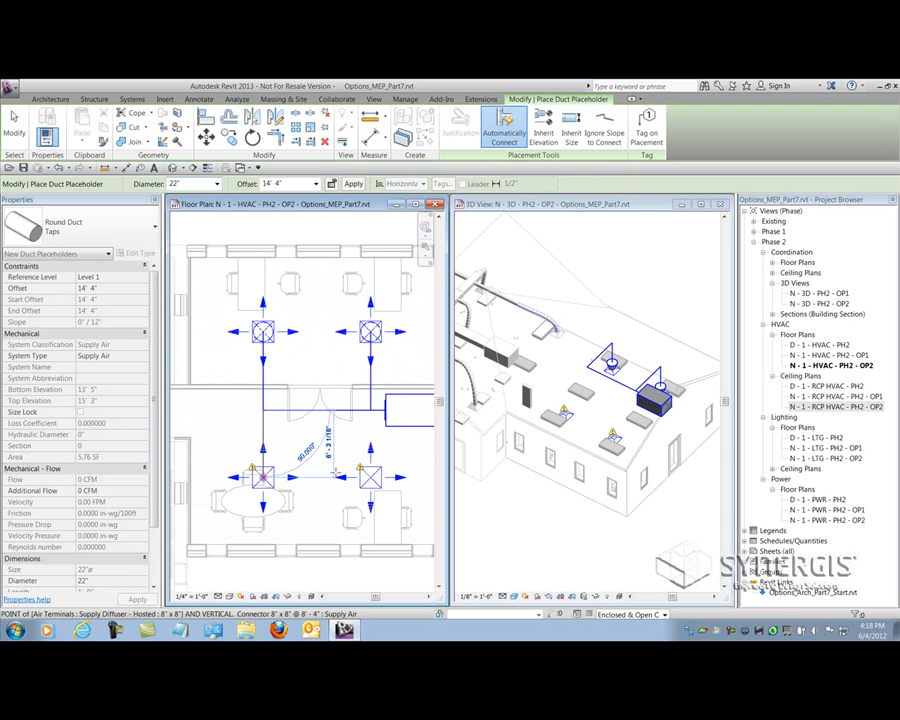 Autodesk Revit 2013 - Not For Resale Version - Options_MEP_Part7.rvt
Type a keyword or phrase
Sign In
Architecture Structure Systems Insert Annotate Analyze Massing & Site Collaborate View Manage Add-Ins Extensions Modify | Place Duct Placeholder
Modify
Paste
Cope
Cut
Join
Justification
Automatically Connect
Inherit Elevation
Inherit Size
Ignore Slope to Connect
Tag on Placement
Select Properties Clipboard Geometry Modify View Measure Create Placement Tools Tag
Modify | Place Duct Placeholder Diameter: 22" Offset: 14' 4" Apply Horizonta Tags... Leader 1/2"
Properties
Round Duct
Taps
New Duct Placeholders Edit Type
Constraints
Reference Level Level 1
Offset 14' 4"
Start Offset 14' 4"
End Offset 14' 4"
Slope 0" / 12"
Mechanical
System Classification Supply Air
System Type Supply Air
System Name
System Abbreviation
Bottom Elevation 13' 5"
Top Elevation 15' 3"
Size Lock
Loss Coefficient 0.000000
Hydraulic Diameter 0"
Section 0
Area 5.76 SF
Mechanical - Flow
Flow 0 CFM
Additional Flow 0 CFM
Velocity 0.00 FPM
Friction 0.0000 in-wg/100ft
Pressure Drop 0.0000 in-wg
Velocity Pressure 0.0000 in-wg
Reynolds number 0.000000
Dimensions
Size 22"ø
Diameter 22"
Properties help Apply
Floor Plan: N - 1 - HVAC - PH2 - OP2 - Options_MEP_Part7.rvt
90.000°
6' - 3 1/16"
1/4" = 1'-0"
3D View: N - 3D - PH2 - OP2 - Options_MEP_Part7.rvt
1/8" = 1'-0"
Options_MEP_Part7.rvt - Project Browser
Views (Phase)
Existing
Phase 1
Phase 2
Coordination
Floor Plans
Ceiling Plans
3D Views
N - 3D - PH2 - OP1
N - 3D - PH2 - OP2
Sections (Building Section)
HVAC
Floor Plans
D - 1 - HVAC - PH2
N - 1 - HVAC - PH2 - OP1
N - 1 - HVAC - PH2 - OP2
Ceiling Plans
D - 1 - RCP HVAC - PH2
N - 1 - RCP HVAC - PH2 - OP1
N - 1 - RCP HVAC - PH2 - OP2
Lighting
Floor Plans
D - 1 - LTG - PH2
N - 1 - LTG - PH2 - OP1
N - 1 - LTG - PH2 - OP2
Ceiling Plans
Power
Floor Plans
D - 1 - PWR - PH2
N - 1 - PWR - PH2 - OP1
N - 1 - PWR - PH2 - OP2
Legends
Schedules/Quantities
Sheets (all)
Families
Groups
Revit Links
Options_Arch_Part7_Start.rvt
SYNERGIS
POINT of (Air Terminals : Supply Diffuser - Hosted : 8" x 8") AND VERTICAL. Connector 8" x 8" @ 8' - 4" : Supply Air
:0
Enclosed & Open C
:0
4:18 PM
6/4/2012